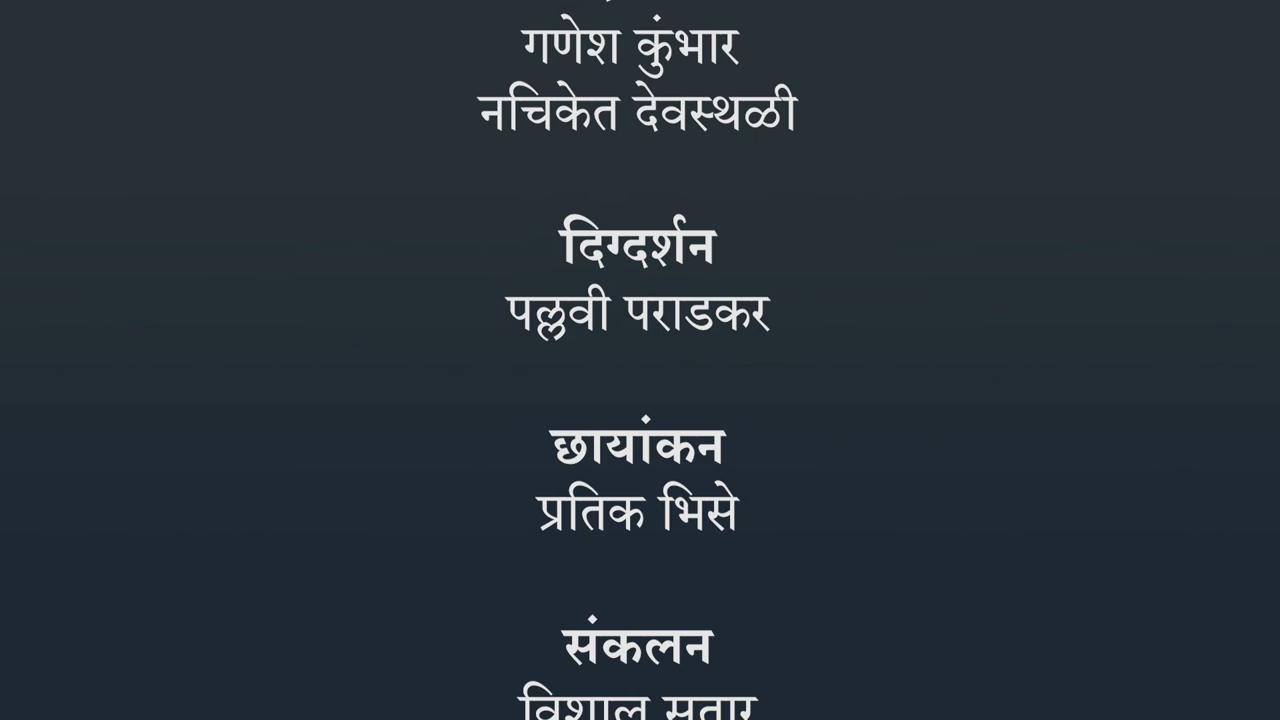 गणेश कुंभार
नचिकेत देवस्थळी
दिग्दर्शन
पल्लवी पराडकर
छायांकन
प्रतिक भिसे
संकलन
विशाल सुतार